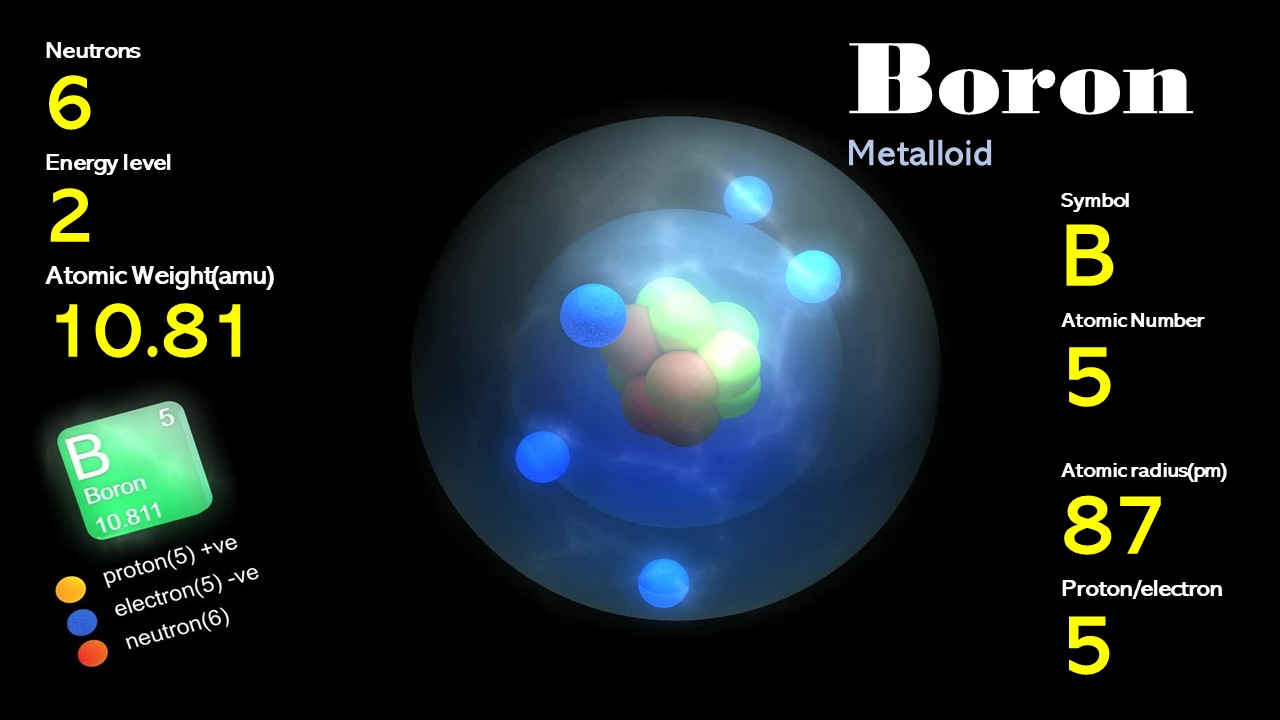 Neutrons
6
Energy level
2
Atomic Weight(amu)
10.81
B
5
Boron
10.811
proton(5) +ve
electron(5) -ve
neutron(6)
Boron
Metalloid
Symbol
B
Atomic Number
5
Atomic radius(pm)
87
Proton/electron
5